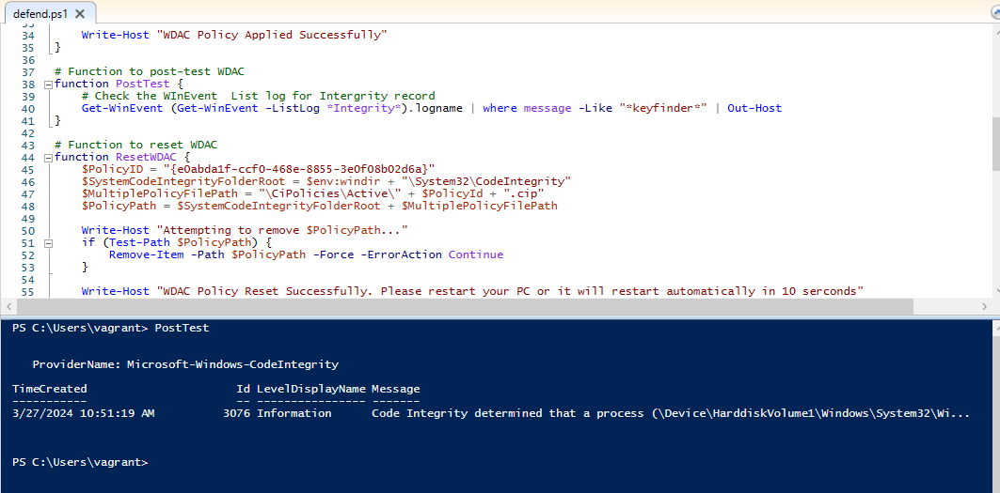 defend.ps1
34 Write-Host "WDAC Policy Applied Successfully"
35 }
36
37 # Function to post-test WDAC
38 function PostTest {
39 # Check the WInEvent  List log for Intergrity record
40 Get-WinEvent (Get-WinEvent -ListLog *Integrity*).logname | where message -Like "*keyfinder*" | Out-Host
41 }
42
43 # Function to reset WDAC
44 function ResetWDAC {
45 $PolicyID = "{e0abda1f-ccf0-468e-8855-3e0f08b02d6a}"
46 $SystemCodeIntegrityFolderRoot = $env:windir + "\System32\CodeIntegrity"
47 $MultiplePolicyFilePath = "\CiPolicies\Active\" + $PolicyId + ".cip"
48 $PolicyPath = $SystemCodeIntegrityFolderRoot + $MultiplePolicyFilePath
49
50 Write-Host "Attempting to remove $PolicyPath..."
51 if (Test-Path $PolicyPath) {
52 Remove-Item -Path $PolicyPath -Force -ErrorAction Continue
53 }
54
55 Write-Host "WDAC Policy Reset Successfully. Please restart your PC or it will restart automatically in 10 serconds"
PS C:\Users\vagrant> PostTest
ProviderName: Microsoft-Windows-CodeIntegrity
TimeCreated Id LevelDisplayName Message
----------- -- ---------------- -------
3/27/2024 10:51:19 AM 3076 Information Code Integrity determined that a process (\Device\HarddiskVolume1\Windows\System32\Wi...
PS C:\Users\vagrant>